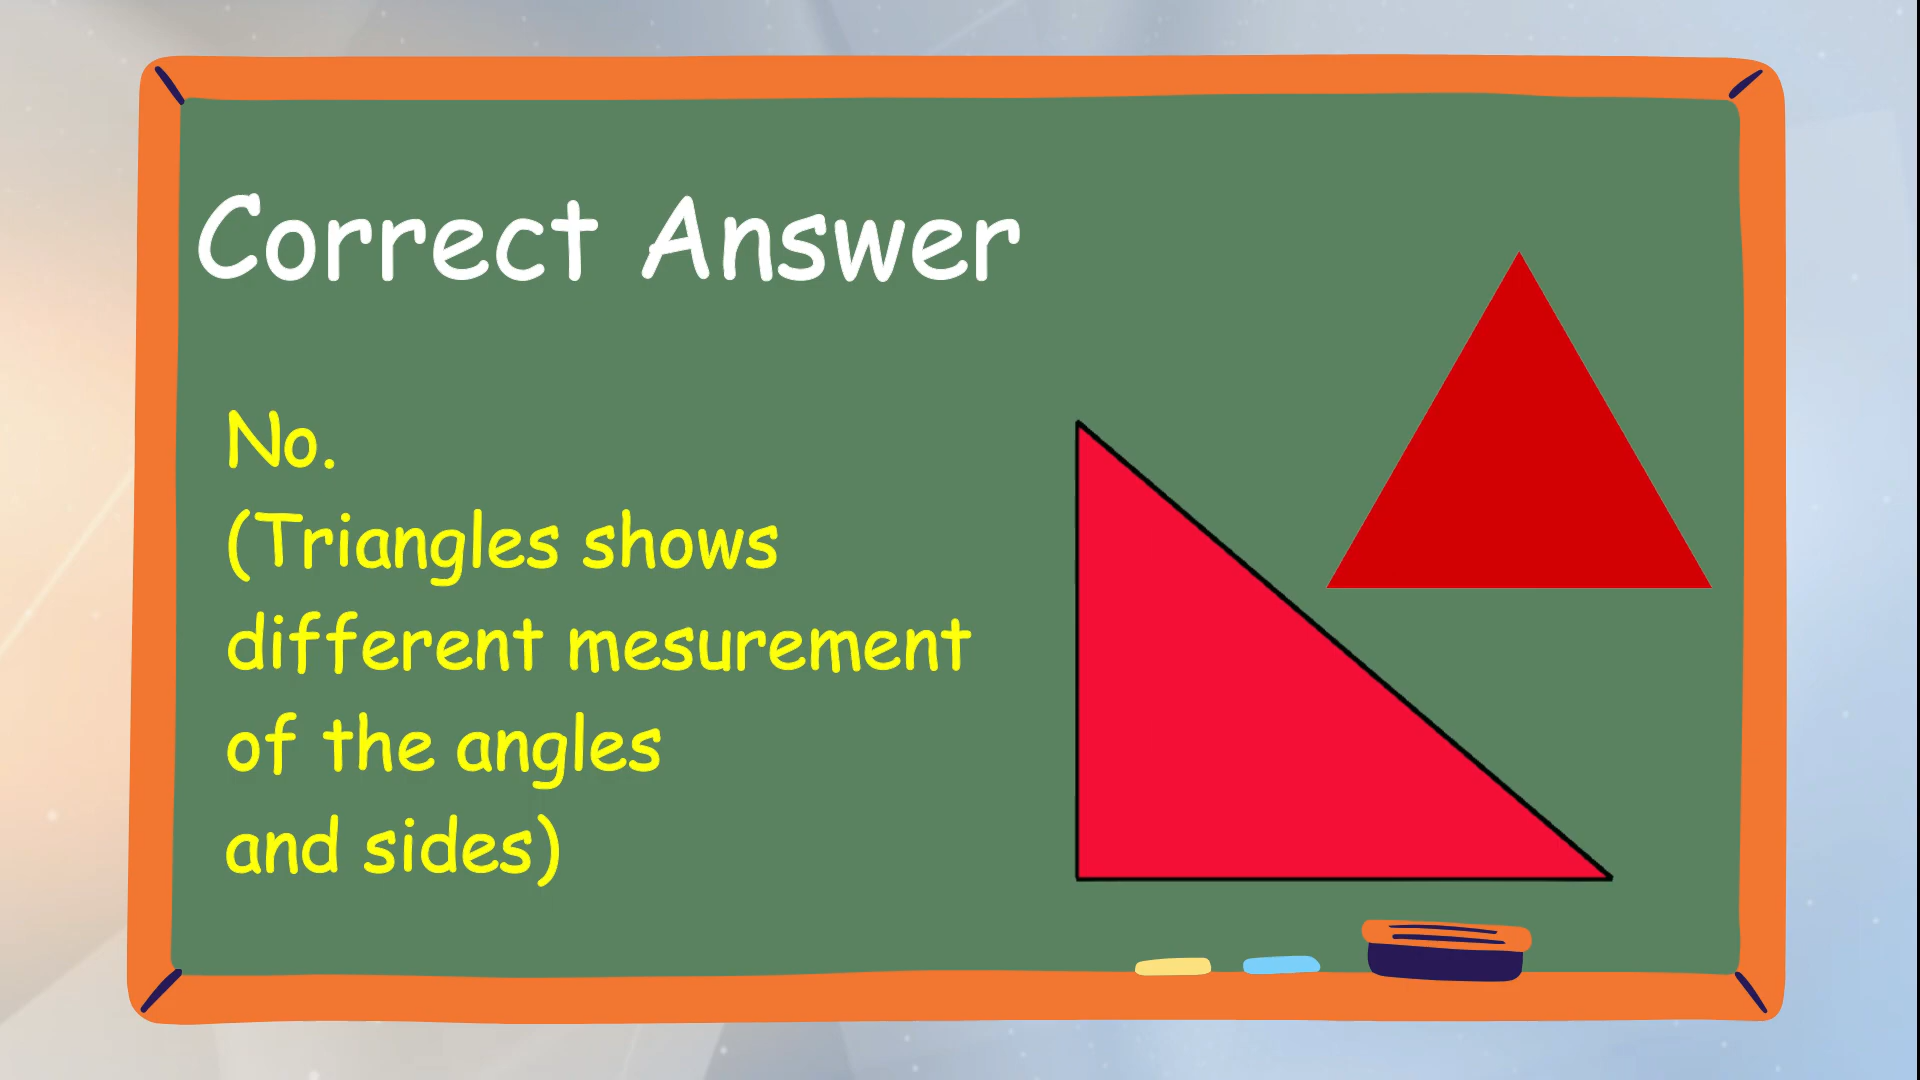 Correct Answer
No.
(Triangles shows
different mesurement
of the angles
and sides)